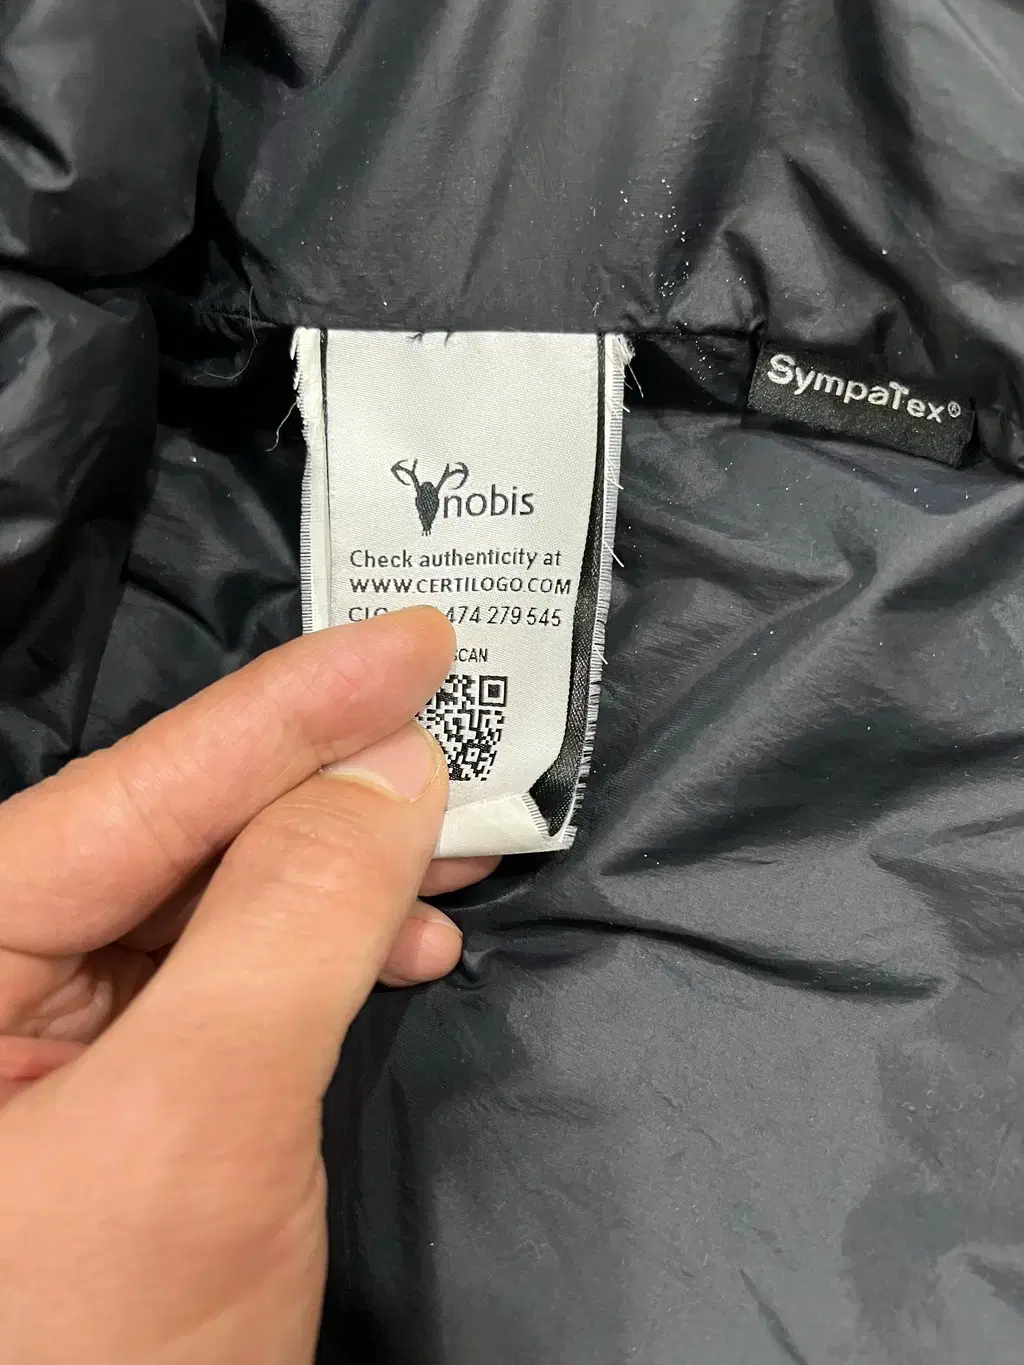 nobis
Check authenticity at
WWW.CERTILOGO.COM
474 279 545
SCAN
SympaTex®